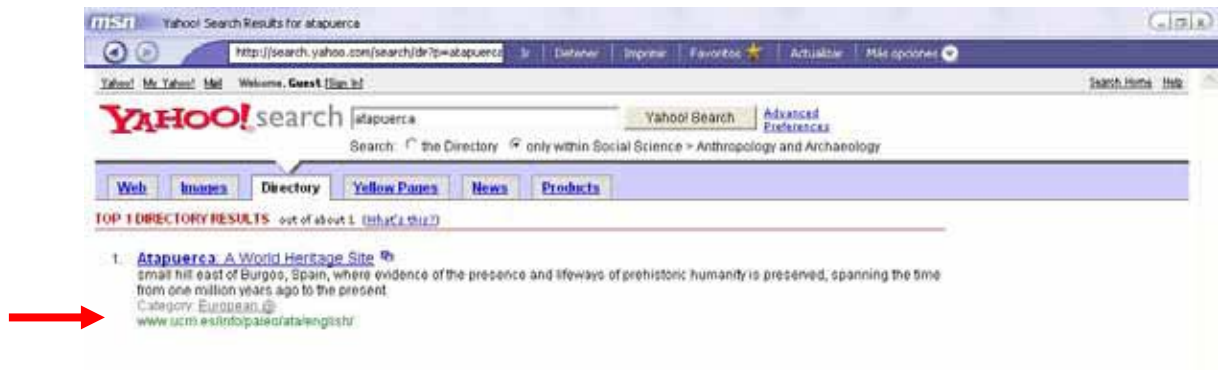 msn Yahoo! Search Results for atapuerca
http://search.yahoo.com/search/dir?p=atapuerca Ir Detener Imprimir Favoritos Actualizar Más opciones
Yahoo! My Yahoo! Mail Welcome, Guest [Sign In] Search Home Help
YAHOO! search atapuerca Yahoo! Search Advanced
Preferences
Search: the Directory only within Social Science > Anthropology and Archaeology
Web Images Directory Yellow Pages News Products
TOP 1 DIRECTORY RESULTS out of about 1. (What's this?)
1. Atapuerca: A World Heritage Site
small hill east of Burgos, Spain, where evidence of the presence and lifeways of prehistoric humanity is preserved, spanning the time
from one million years ago to the present
Category: European @
www.ucm.es/info/paleo/ata/english/